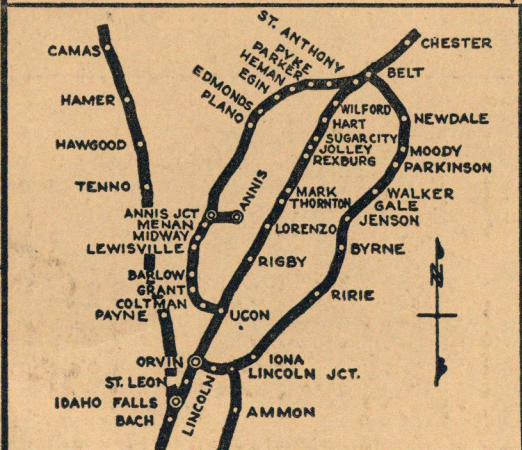 CAMAS
HAMER
HAWGOOD
TENNO
ST. ANTHONY
PYKE
PARKER
HEMAN
EGIN
EDMONDS
PLANO
CHESTER
BELT
WILFORD
HART
SUGAR CITY
JOLLEY
REXBURG
NEWDALE
MOODY
PARKINSON
WALKER
GALE
JENSON
MARK
THORNTON
ANNIS
ANNIS JCT
MENAN
MIDWAY
LEWISVILLE
LORENZO
BYRNE
RIGBY
BARLOW
GRANT
COLTMAN
PAYNE
RIRIE
UCON
N
ORVIN
IONA
LINCOLN JCT.
ST. LEON
LINCOLN
IDAHO FALLS
BACH
AMMON